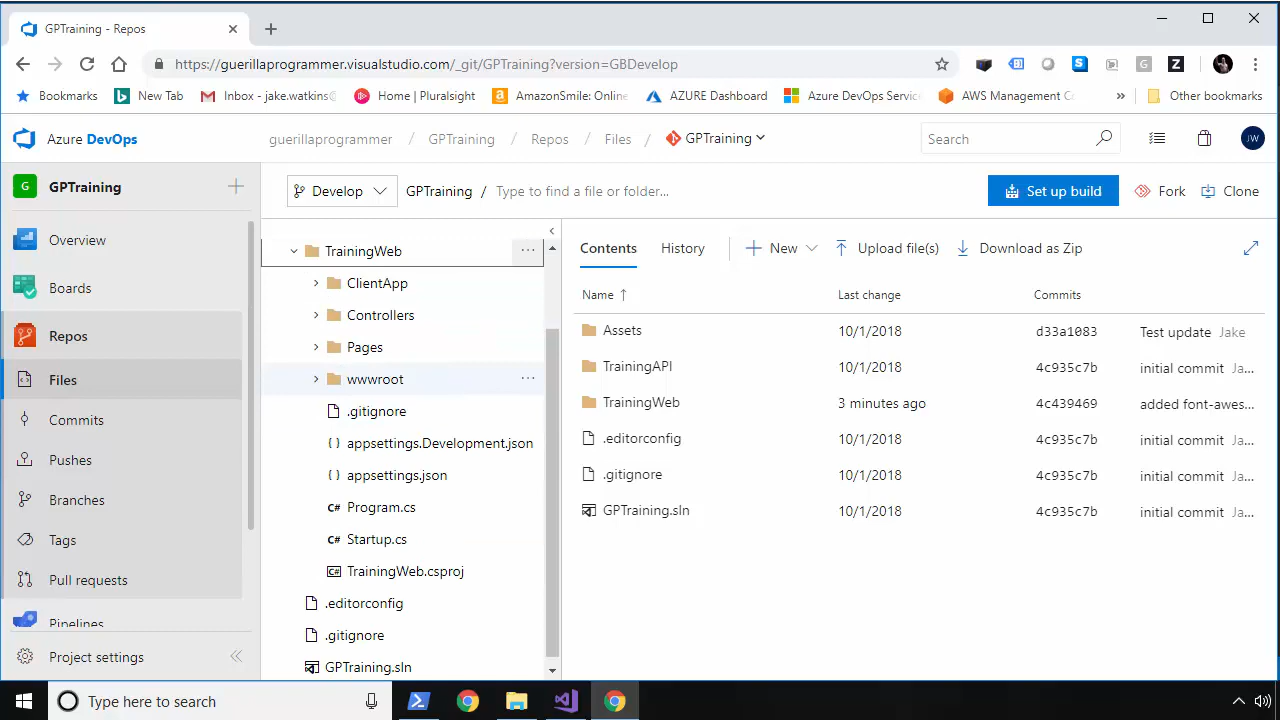 GPTraining - Repos
https://guerillaprogrammer.visualstudio.com/_git/GPTraining?version=GBDevelop
Bookmarks
New Tab
Inbox - jake.watkins@
Home | Pluralsight
AmazonSmile: Online
AZURE Dashboard
Azure DevOps Service
AWS Management C
»
Other bookmarks
Azure DevOps
guerillaprogrammer / GPTraining / Repos / Files / GPTraining
Search
JW
G
GPTraining
Develop
GPTraining / Type to find a file or folder...
Set up build
Fork
Clone
Overview
Boards
Repos
Files
Commits
Pushes
Branches
Tags
Pull requests
Pipelines
Project settings
TrainingWeb
ClientApp
Controllers
Pages
wwwroot
.gitignore
{ } appsettings.Development.json
{ } appsettings.json
C# Program.cs
C# Startup.cs
C# TrainingWeb.csproj
.editorconfig
.gitignore
GPTraining.sln
Contents
History
New
Upload file(s)
Download as Zip
Name ↑ Last change Commits
Assets 10/1/2018 d33a1083 Test update Jake
TrainingAPI 10/1/2018 4c935c7b initial commit Ja...
TrainingWeb 3 minutes ago 4c439469 added font-awes...
.editorconfig 10/1/2018 4c935c7b initial commit Ja...
.gitignore 10/1/2018 4c935c7b initial commit Ja...
GPTraining.sln 10/1/2018 4c935c7b initial commit Ja...
Type here to search